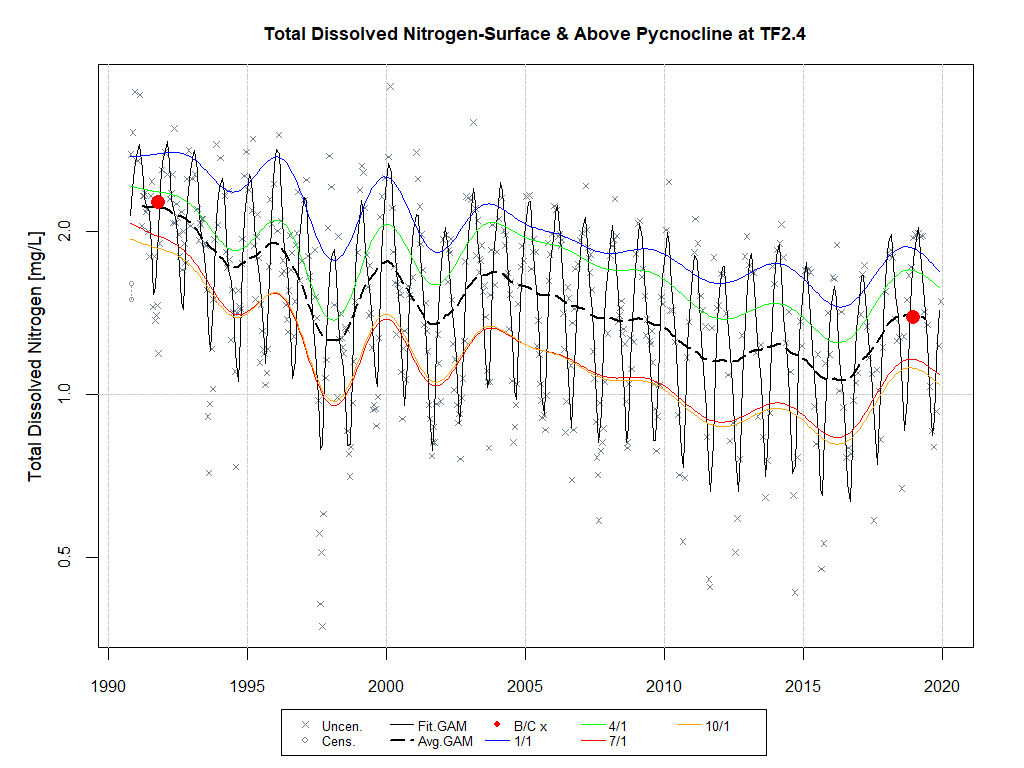 Total Dissolved Nitrogen-Surface & Above Pycnocline at TF2.4
Total Dissolved Nitrogen [mg/L]
2.0
1.0
0.5
1990 1995 2000 2005 2010 2015 2020
Uncen. Fit.GAM B/C x 4/1 10/1
Cens. Avg.GAM 1/1 7/1